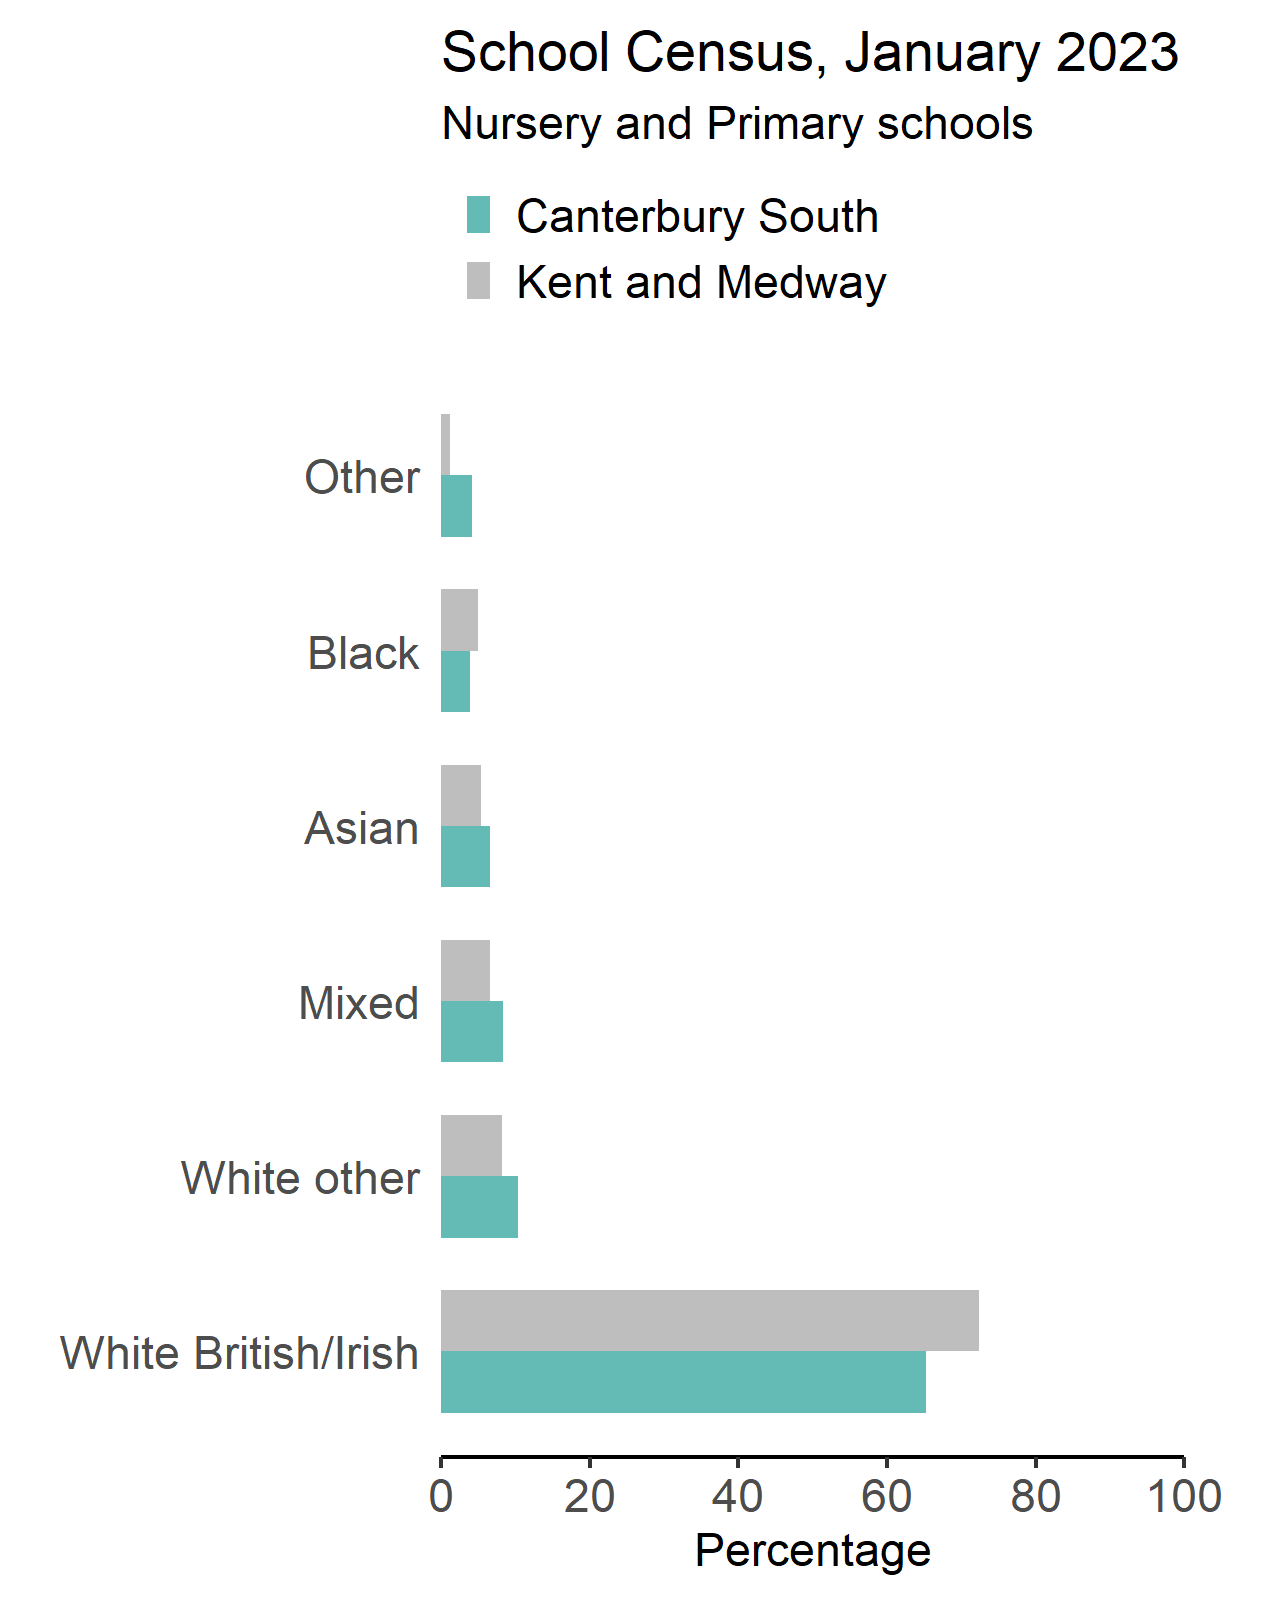 School Census, January 2023
Nursery and Primary schools
Canterbury South
Kent and Medway
Other
Black
Asian
Mixed
White other
White British/Irish
0 20 40 60 80 100
Percentage